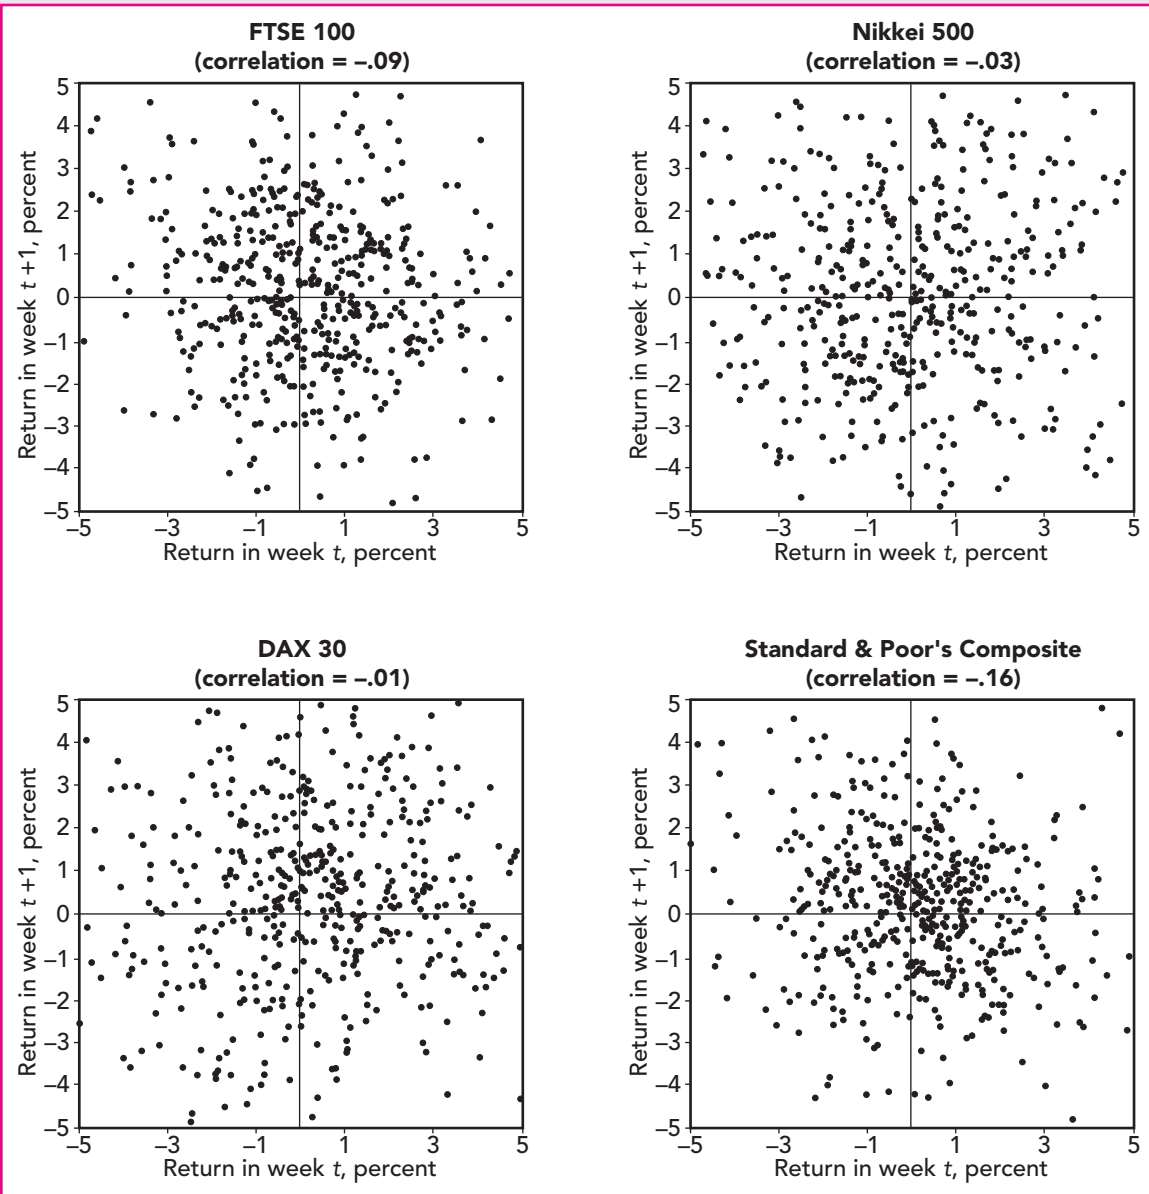 FTSE 100
(correlation = –.09)
5
4
3
2
1
0
–1
–2
–3
–4
–5
Return in week t +1, percent
–5 –3 –1 1 3 5
Return in week t, percent
Nikkei 500
(correlation = –.03)
5
4
3
2
1
0
–1
–2
–3
–4
–5
Return in week t +1, percent
–5 –3 –1 1 3 5
Return in week t, percent
DAX 30
(correlation = –.01)
5
4
3
2
1
0
–1
–2
–3
–4
–5
Return in week t +1, percent
–5 –3 –1 1 3 5
Return in week t, percent
Standard & Poor's Composite
(correlation = –.16)
5
4
3
2
1
0
–1
–2
–3
–4
–5
Return in week t +1, percent
–5 –3 –1 1 3 5
Return in week t, percent